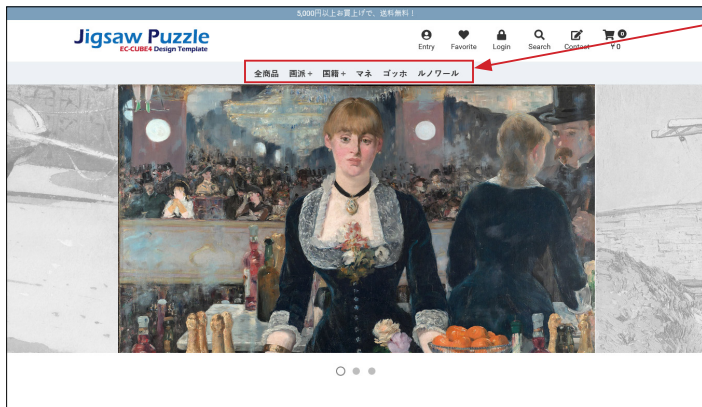 5,000円以上お買上げで、送料無料！
Jigsaw Puzzle
EC-CUBE4 Design Template
Entry Favorite Login Search Contact ￥0
0
全商品 画派+ 国籍+ マネ ゴッホ ルノワール